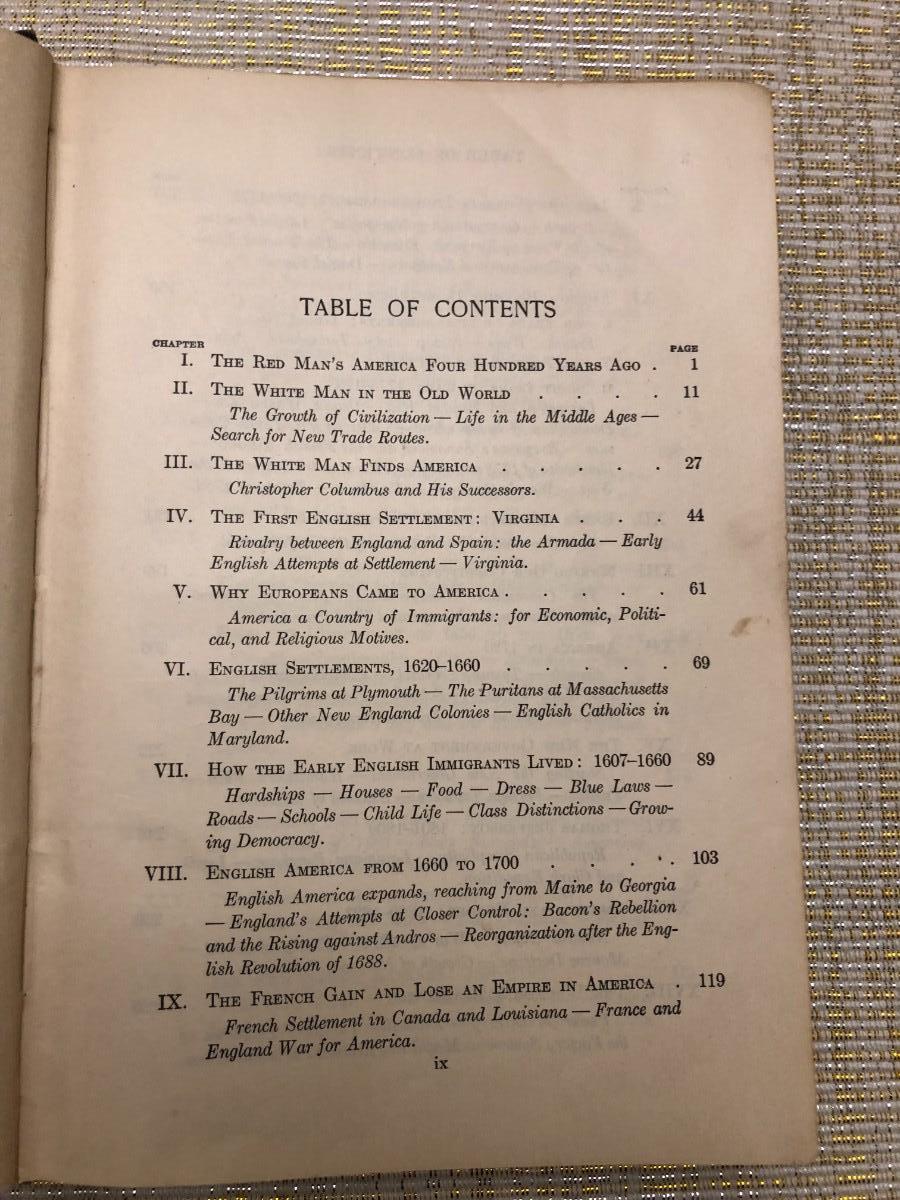 TABLE OF CONTENTS
CHAPTER PAGE
I. THE RED MAN'S AMERICA FOUR HUNDRED YEARS AGO . 1
II. THE WHITE MAN IN THE OLD WORLD . . . . 11
The Growth of Civilization — Life in the Middle Ages —
Search for New Trade Routes.
III. THE WHITE MAN FINDS AMERICA . . . . . 27
Christopher Columbus and His Successors.
IV. THE FIRST ENGLISH SETTLEMENT: VIRGINIA . . . 44
Rivalry between England and Spain: the Armada — Early
English Attempts at Settlement — Virginia.
V. WHY EUROPEANS CAME TO AMERICA . . . . . 61
America a Country of Immigrants: for Economic, Politi-
cal, and Religious Motives.
VI. ENGLISH SETTLEMENTS, 1620–1660 . . . . . 69
The Pilgrims at Plymouth — The Puritans at Massachusetts
Bay — Other New England Colonies — English Catholics in
Maryland.
VII. HOW THE EARLY ENGLISH IMMIGRANTS LIVED: 1607–1660 89
Hardships — Houses — Food — Dress — Blue Laws —
Roads — Schools — Child Life — Class Distinctions — Grow-
ing Democracy.
VIII. ENGLISH AMERICA FROM 1660 TO 1700 . . . . 103
English America expands, reaching from Maine to Georgia
— England's Attempts at Closer Control: Bacon's Rebellion
and the Rising against Andros — Reorganization after the Eng-
lish Revolution of 1688.
IX. THE FRENCH GAIN AND LOSE AN EMPIRE IN AMERICA . 119
French Settlement in Canada and Louisiana — France and
England War for America.
ix